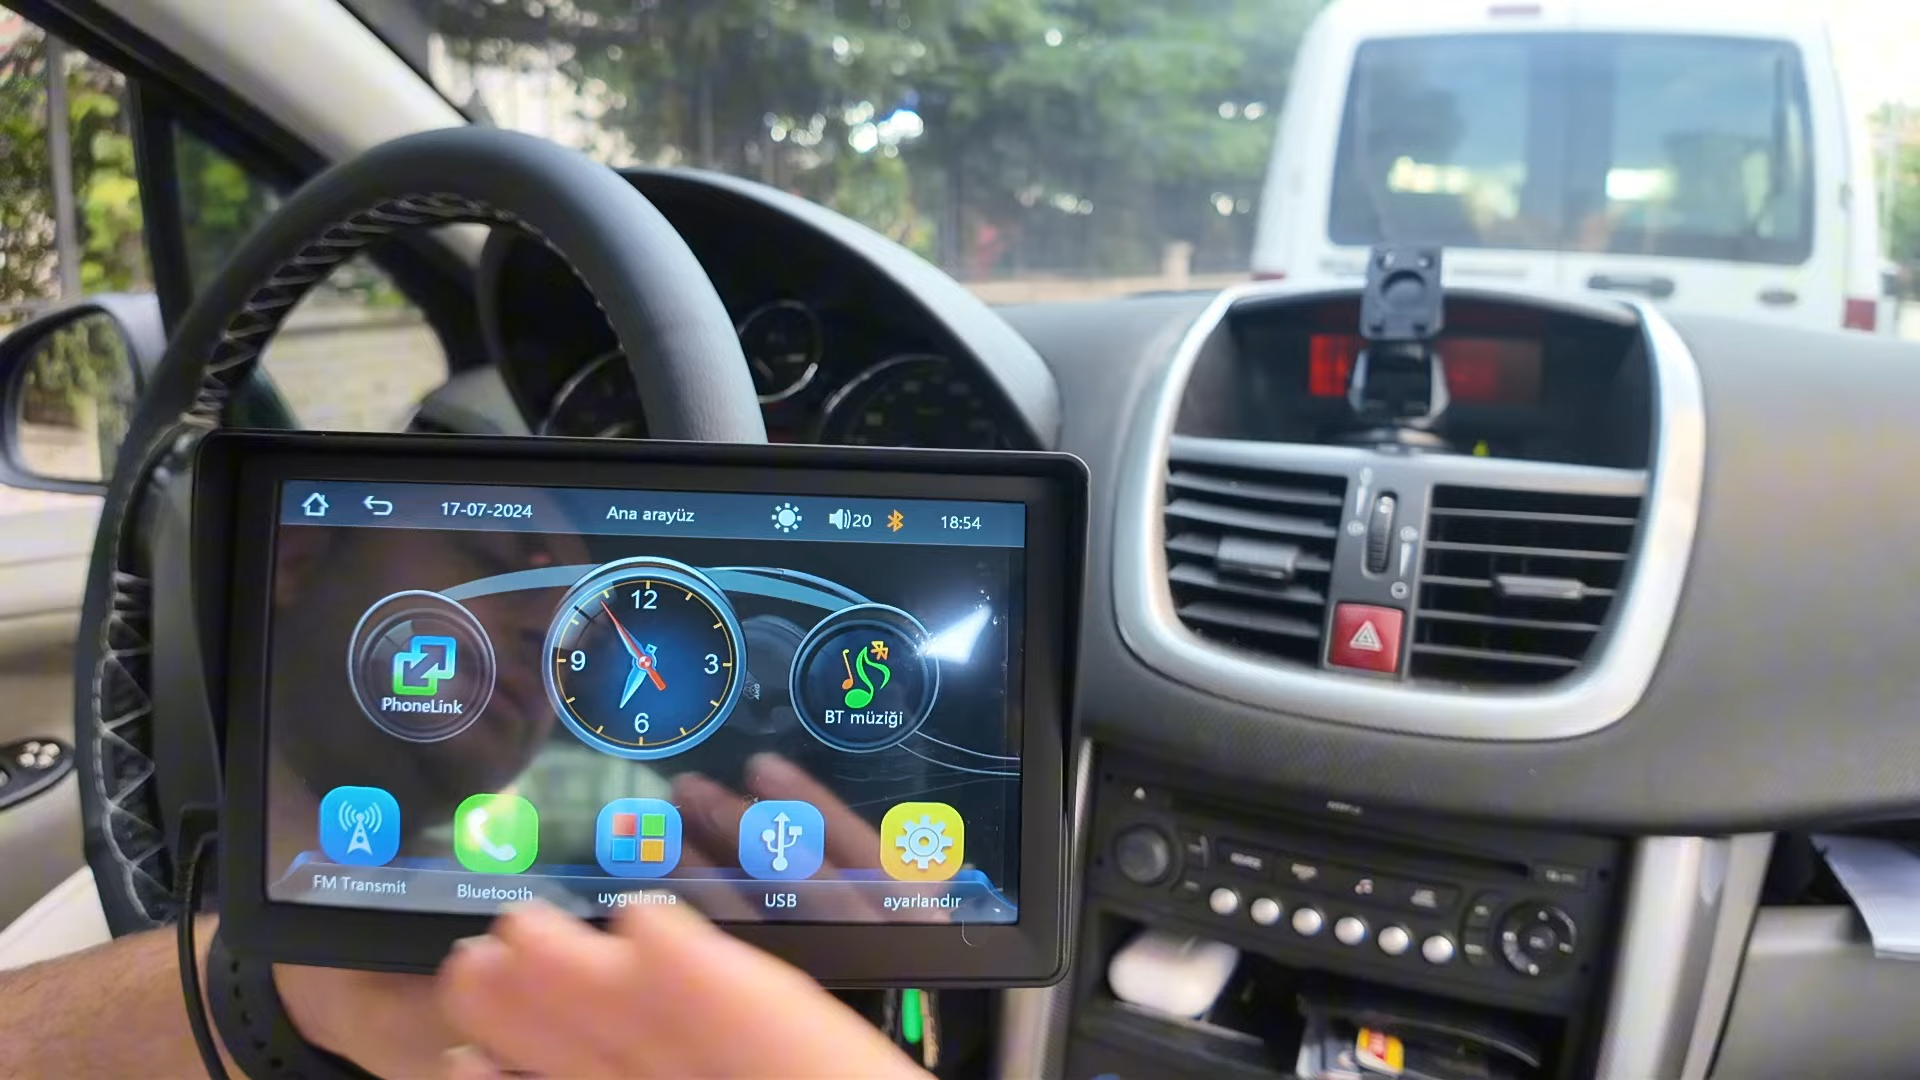 17-07-2024 Ana arayüz 20 18:54
12
9 3
6
PhoneLink
BT müziği
FM Transmit Bluetooth uygulama USB ayarlandır